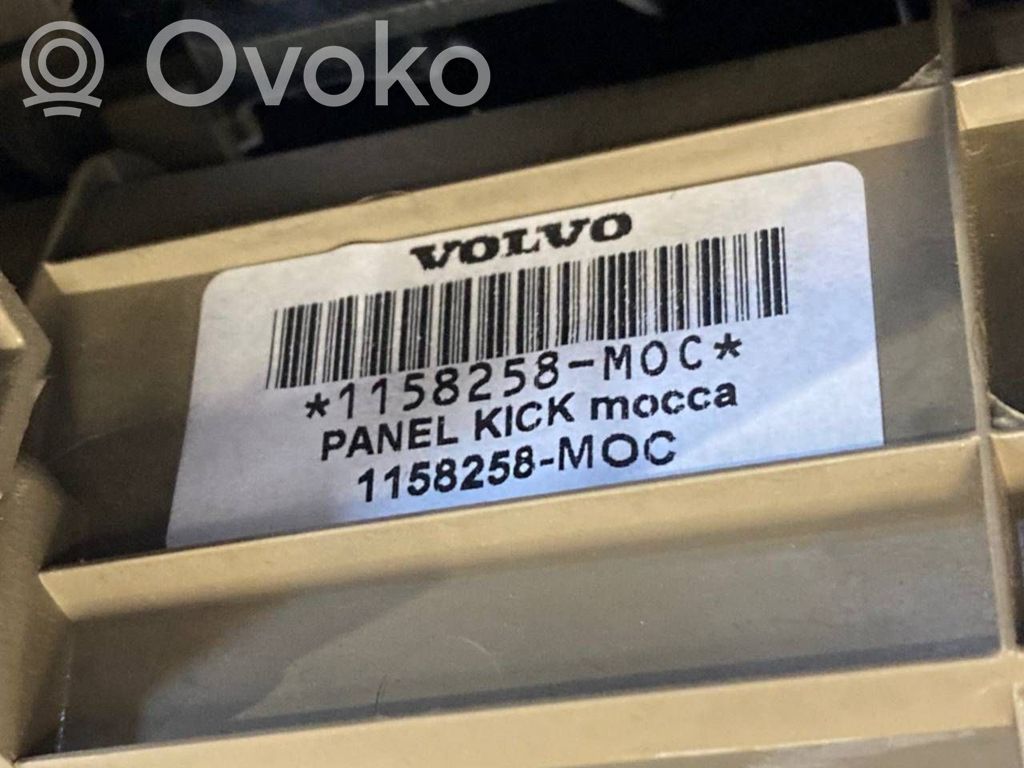 Ovoko
VOLVO
*1158258-MOC*
PANEL KICK mocca
1158258-MOC